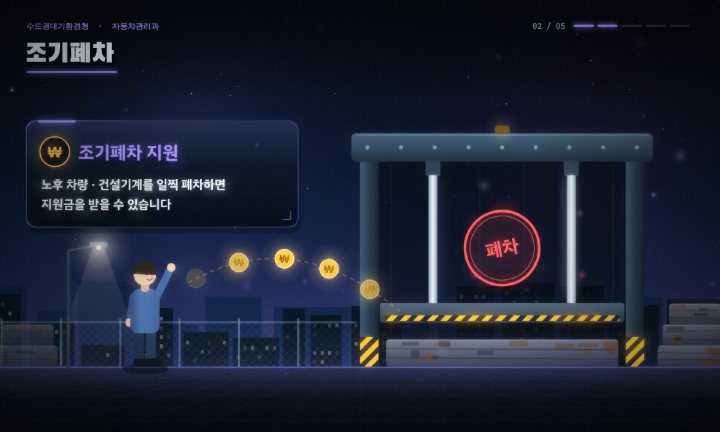 수도권대기환경청 · 자동차관리과
02 / 05
조기폐차
₩ 조기폐차 지원
노후 차량 · 건설기계를 일찍 폐차하면
지원금을 받을 수 있습니다
₩ ₩ ₩ ₩
폐차